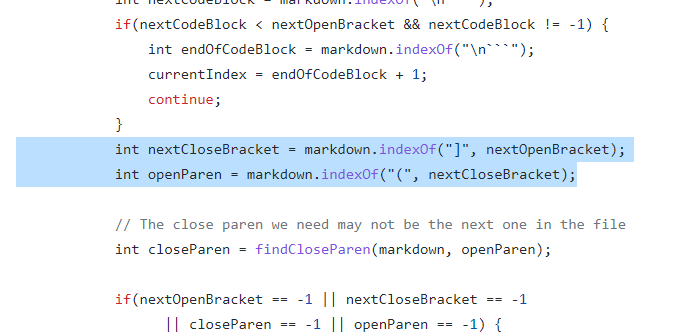 int nextCodeBlock = markdown.indexOf("\n```");
if(nextCodeBlock < nextOpenBracket && nextCodeBlock != -1) {
int endOfCodeBlock = markdown.indexOf("\n```");
currentIndex = endOfCodeBlock + 1;
continue;
}
int nextCloseBracket = markdown.indexOf("]", nextOpenBracket);
int openParen = markdown.indexOf("(", nextCloseBracket);
// The close paren we need may not be the next one in the file
int closeParen = findCloseParen(markdown, openParen);
if(nextOpenBracket == -1 || nextCloseBracket == -1
|| closeParen == -1 || openParen == -1) {